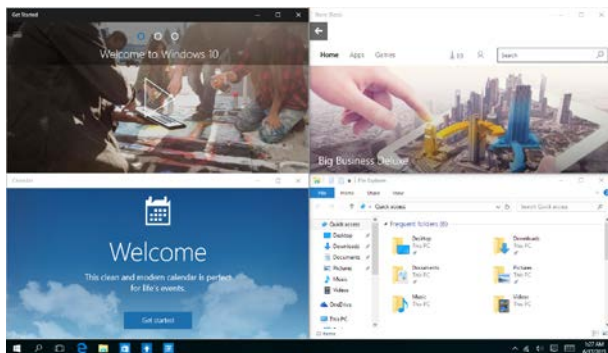 Get Started
Welcome to Windows 10
Home Apps Games
Search
Big Business Deluxe
Calendar
Welcome
This clean and modern calendar is perfect
for life's events.
Get started
File Explorer
File Home Share View
Quick access
Search Quick access
Quick access
Desktop
Downloads
Documents
Pictures
Music
Videos
OneDrive
This PC
Frequent folders (6)
Desktop
This PC
Downloads
This PC
Documents
This PC
Pictures
This PC
Music
This PC
Videos
This PC